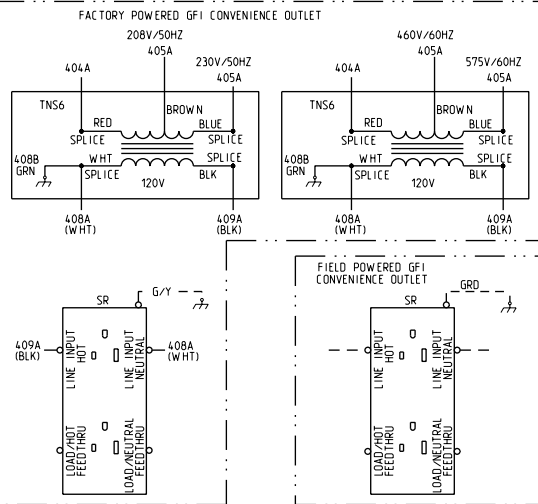 FACTORY POWERED GFI CONVENIENCE OUTLET
208V/50HZ
405A
404A
230V/50HZ
405A
TNS6
BROWN
RED
BLUE
SPLICE
SPLICE
408B
GRN
WHT
SPLICE
SPLICE
BLK
120V
408A
(WHT)
409A
(BLK)
460V/60HZ
405A
404A
575V/60HZ
405A
TNS6
BROWN
RED
BLUE
SPLICE
SPLICE
408B
GRN
WHT
SPLICE
SPLICE
BLK
120V
408A
(WHT)
409A
(BLK)
SR
G/Y
409A
(BLK)
LINE INPUT
HOT
LINE INPUT
NEUTRAL
408A
(WHT)
LOAD/HOT
FEEDTHRU
LOAD/NEUTRAL
FEEDTHRU
FIELD POWERED GFI
CONVENIENCE OUTLET
SR
GRD
LINE INPUT
HOT
LINE INPUT
NEUTRAL
LOAD/HOT
FEEDTHRU
LOAD/NEUTRAL
FEEDTHRU